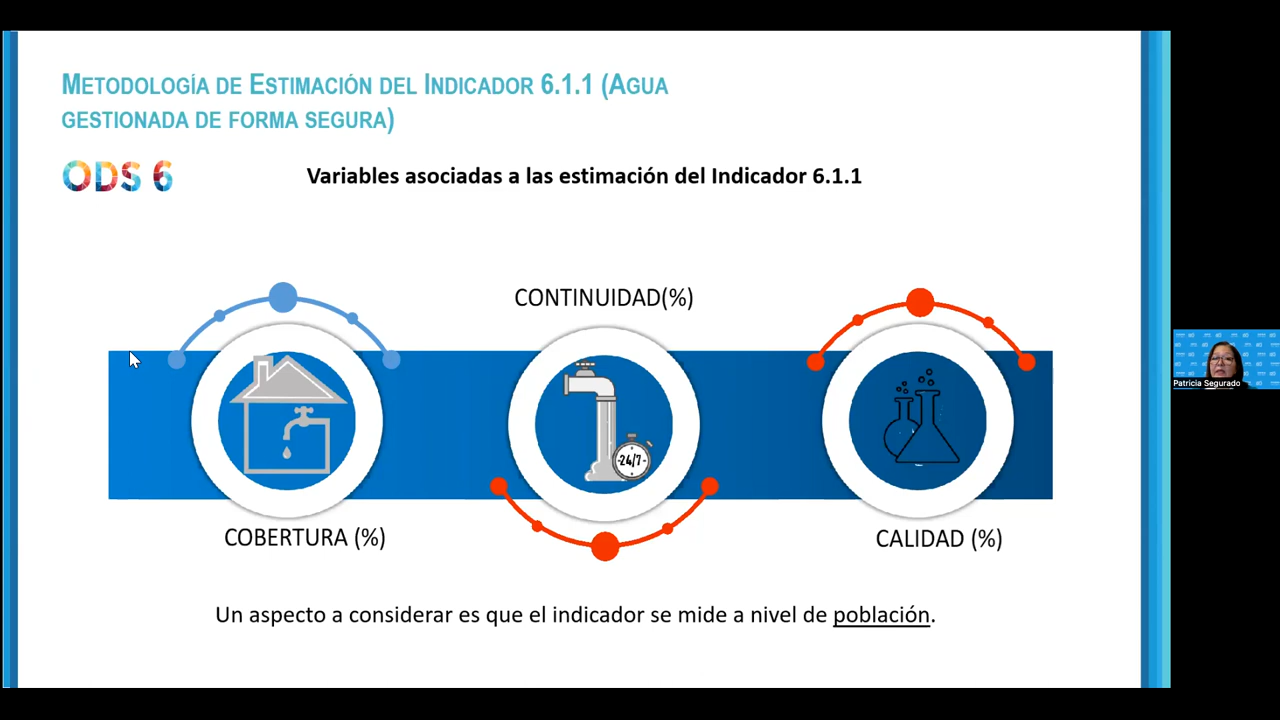 METODOLOGÍA DE ESTIMACIÓN DEL INDICADOR 6.1.1 (AGUA
GESTIONADA DE FORMA SEGURA)
ODS 6
Variables asociadas a las estimación del Indicador 6.1.1
CONTINUIDAD(%)
24/7
COBERTURA (%)
CALIDAD (%)
Un aspecto a considerar es que el indicador se mide a nivel de población.
Patricia Segurado